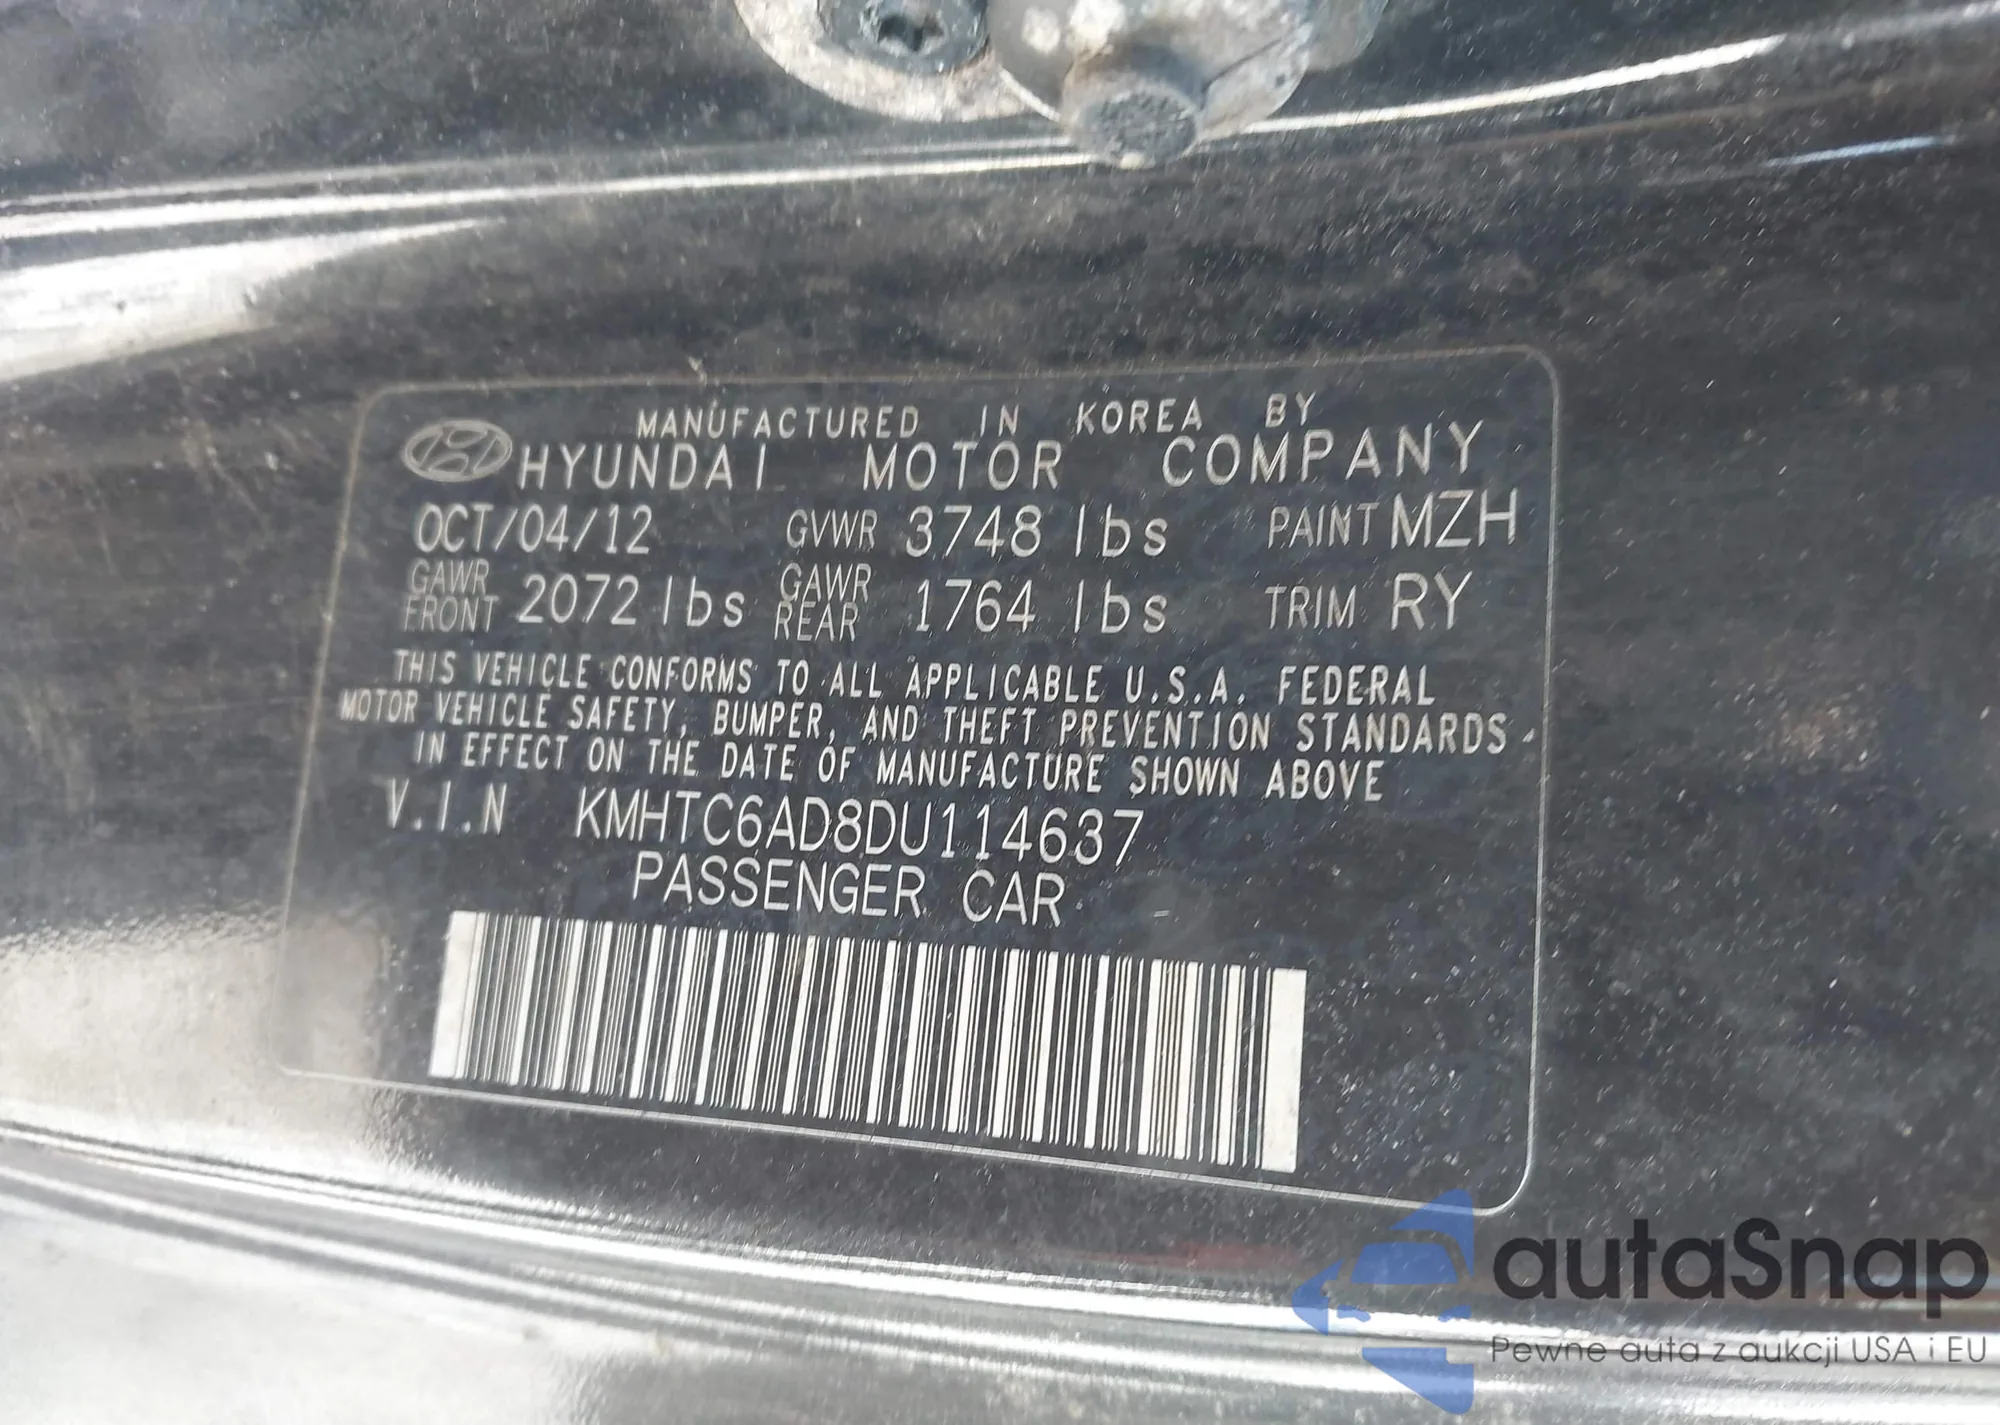 MANUFACTURED IN KOREA BY
HYUNDAI MOTOR COMPANY
OCT/04/12 GVWR 3748 lbs PAINT MZH
GAWR FRONT 2072 lbs GAWR REAR 1764 lbs TRIM RY
THIS VEHICLE CONFORMS TO ALL APPLICABLE U.S.A. FEDERAL
MOTOR VEHICLE SAFETY, BUMPER, AND THEFT PREVENTION STANDARDS
IN EFFECT ON THE DATE OF MANUFACTURE SHOWN ABOVE
V.I.N KMHTC6AD8DU114637
PASSENGER CAR
autaSnap
Pewne auta z aukcji USA i EU